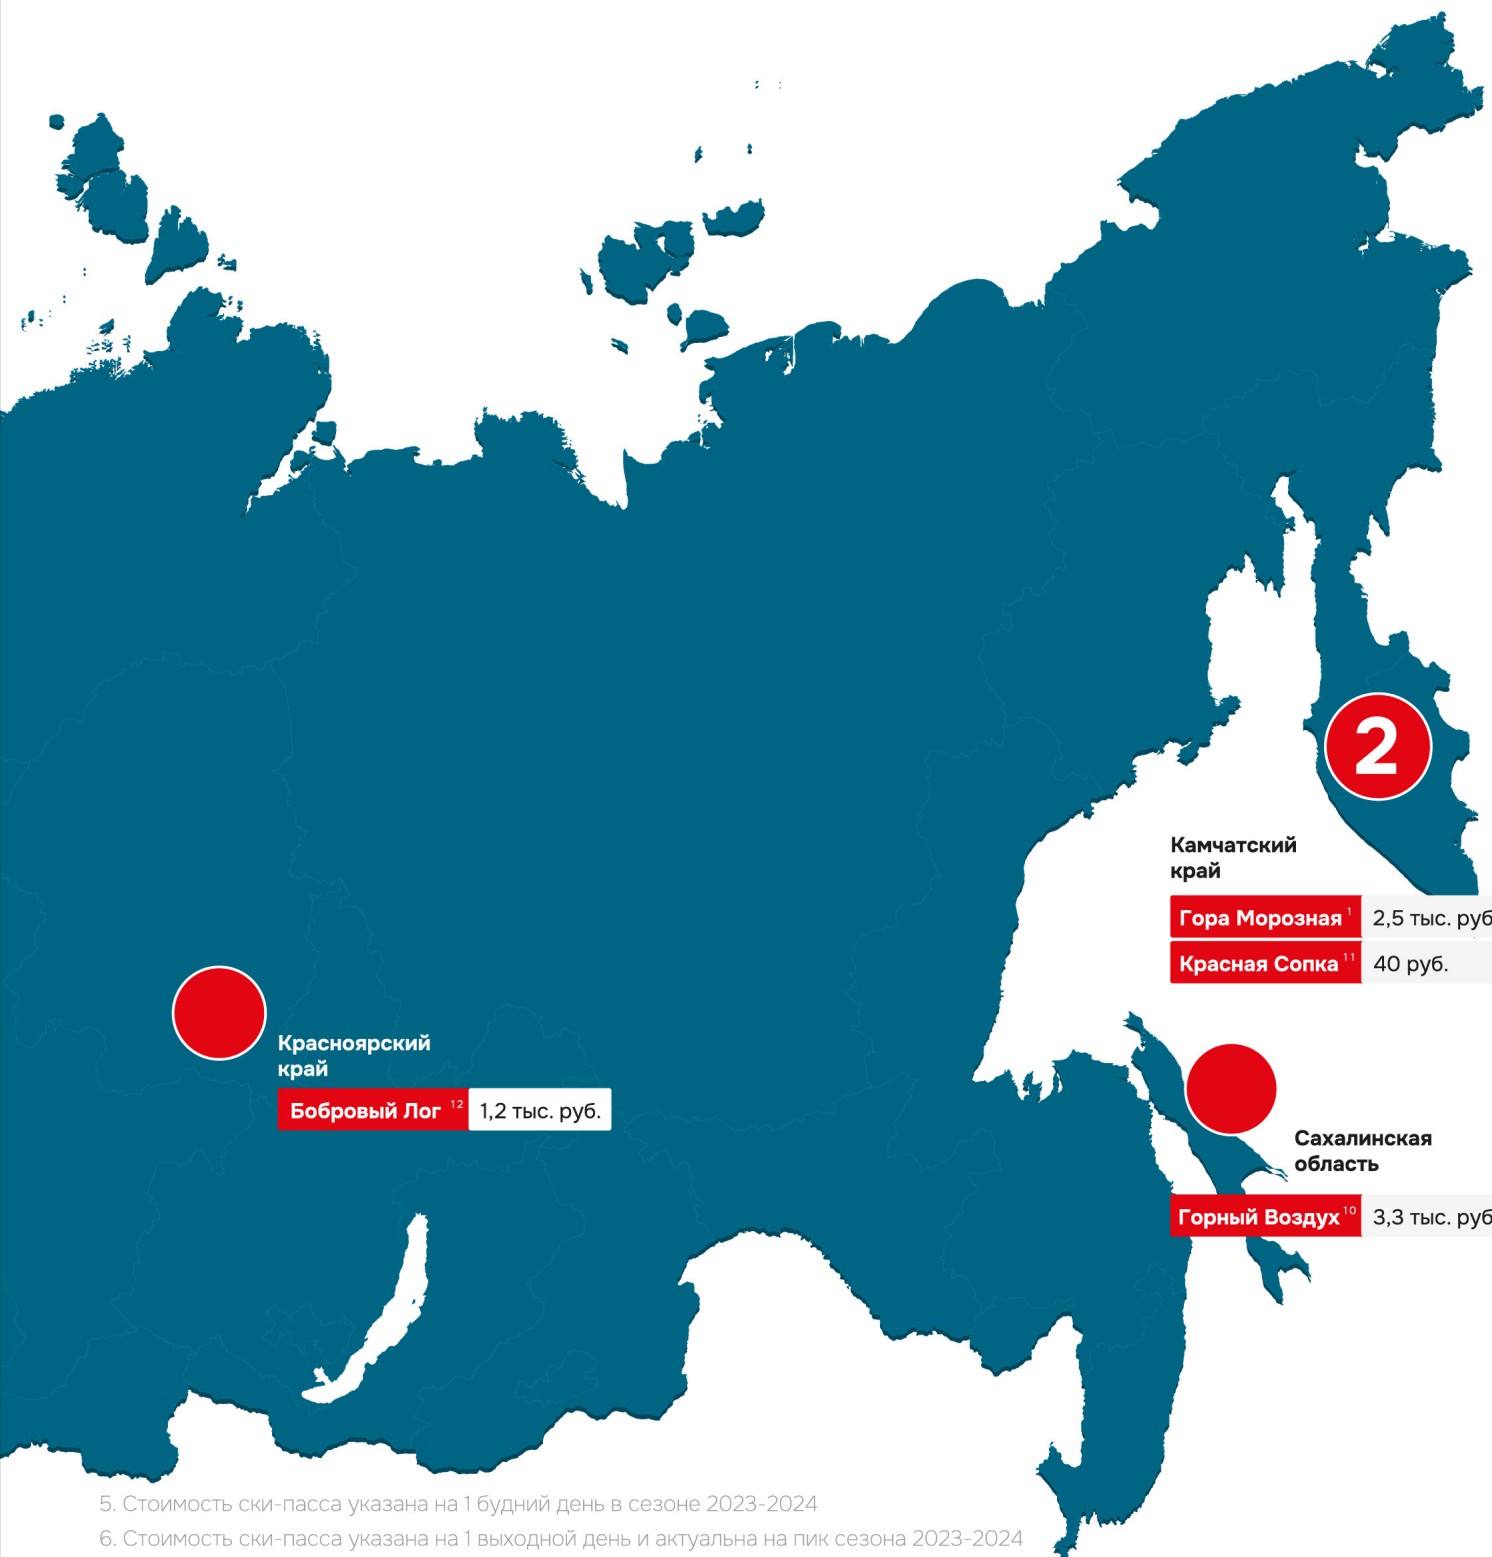 2
Камчатский
край
Гора Морозная 1 2,5 тыс. руб
Красная Сопка 11 40 руб.
Красноярский
край
Бобровый Лог 12 1,2 тыс. руб.
Сахалинская
область
Горный Воздух 10 3,3 тыс. руб
5. Стоимость ски-пасса указана на 1 будний день в сезоне 2023-2024
6. Стоимость ски-пасса указана на 1 выходной день и актуальна на пик сезона 2023-2024